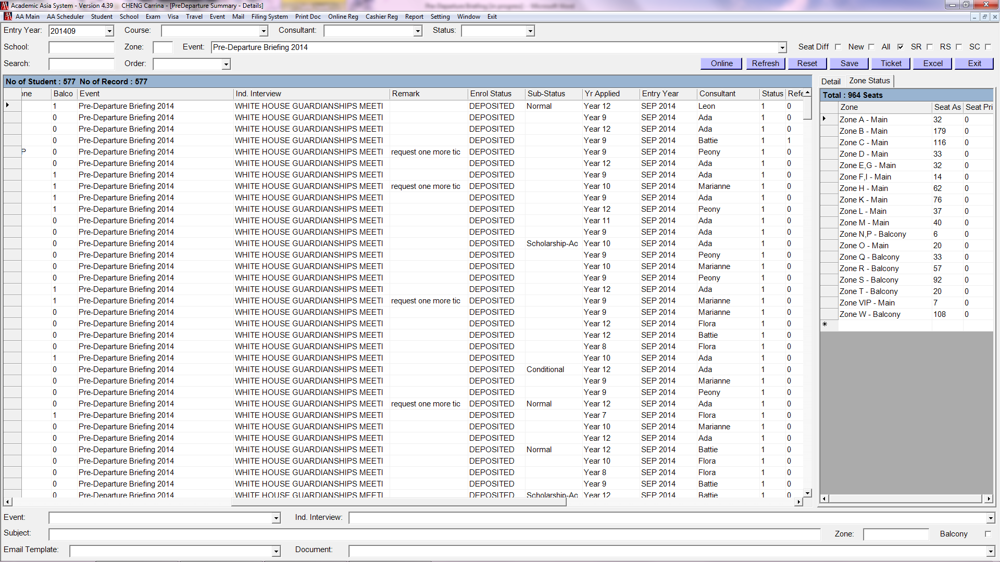 Academic Asia System - Version 4.39 CHENG Carrina - [PreDeparture Summary - Details]
AA Main AA Scheduler Student School Exam Visa Travel Event Mail Filing System Print Doc Online Reg Cashier Reg Report Setting Window Exit
Entry Year: 201409 Course: Consultant: Status:
School: Zone: Event: Pre-Departure Briefing 2014 Seat Diff New All SR RS SC
Search: Order: Online Refresh Reset Save Ticket Excel Exit
No of Student : 577 No of Record : 577
Balco Event Ind. Interview Remark Enrol Status Sub-Status Yr Applied Entry Year Consultant Status Refe
1 Pre-Departure Briefing 2014 WHITE HOUSE GUARDIANSHIPS MEETI DEPOSITED Normal Year 12 SEP 2014 Leon 1 0
0 Pre-Departure Briefing 2014 WHITE HOUSE GUARDIANSHIPS MEETI DEPOSITED Year 9 SEP 2014 Ada 1 0
0 Pre-Departure Briefing 2014 WHITE HOUSE GUARDIANSHIPS MEETI DEPOSITED Year 12 SEP 2014 Ada 1 0
0 Pre-Departure Briefing 2014 WHITE HOUSE GUARDIANSHIPS MEETI DEPOSITED Year 9 SEP 2014 Battie 1 1
P 0 Pre-Departure Briefing 2014 WHITE HOUSE GUARDIANSHIPS MEETI request one more tic DEPOSITED Year 9 SEP 2014 Peony 1 0
0 Pre-Departure Briefing 2014 WHITE HOUSE GUARDIANSHIPS MEETI DEPOSITED Year 12 SEP 2014 Ada 1 0
1 Pre-Departure Briefing 2014 WHITE HOUSE GUARDIANSHIPS MEETI DEPOSITED Year 9 SEP 2014 Ada 1 0
1 Pre-Departure Briefing 2014 WHITE HOUSE GUARDIANSHIPS MEETI request one more tic DEPOSITED Year 10 SEP 2014 Marianne 1 0
1 Pre-Departure Briefing 2014 WHITE HOUSE GUARDIANSHIPS MEETI DEPOSITED Year 9 SEP 2014 Ada 1 0
1 Pre-Departure Briefing 2014 WHITE HOUSE GUARDIANSHIPS MEETI DEPOSITED Year 12 SEP 2014 Peony 1 0
0 Pre-Departure Briefing 2014 WHITE HOUSE GUARDIANSHIPS MEETI DEPOSITED Year 11 SEP 2014 Ada 1 0
0 Pre-Departure Briefing 2014 WHITE HOUSE GUARDIANSHIPS MEETI DEPOSITED Year 9 SEP 2014 Ada 1 0
0 Pre-Departure Briefing 2014 WHITE HOUSE GUARDIANSHIPS MEETI DEPOSITED Scholarship-Ac Year 10 SEP 2014 Ada 1 0
0 Pre-Departure Briefing 2014 WHITE HOUSE GUARDIANSHIPS MEETI DEPOSITED Year 9 SEP 2014 Peony 1 0
0 Pre-Departure Briefing 2014 WHITE HOUSE GUARDIANSHIPS MEETI DEPOSITED Year 10 SEP 2014 Marianne 1 0
0 Pre-Departure Briefing 2014 WHITE HOUSE GUARDIANSHIPS MEETI DEPOSITED Year 9 SEP 2014 Peony 1 0
1 Pre-Departure Briefing 2014 WHITE HOUSE GUARDIANSHIPS MEETI DEPOSITED Year 12 SEP 2014 Ada 1 0
1 Pre-Departure Briefing 2014 WHITE HOUSE GUARDIANSHIPS MEETI request one more tic DEPOSITED Year 9 SEP 2014 Marianne 1 0
0 Pre-Departure Briefing 2014 WHITE HOUSE GUARDIANSHIPS MEETI DEPOSITED Year 9 SEP 2014 Marianne 1 0
0 Pre-Departure Briefing 2014 WHITE HOUSE GUARDIANSHIPS MEETI DEPOSITED Year 12 SEP 2014 Flora 1 0
0 Pre-Departure Briefing 2014 WHITE HOUSE GUARDIANSHIPS MEETI DEPOSITED Year 12 SEP 2014 Battie 1 0
0 Pre-Departure Briefing 2014 WHITE HOUSE GUARDIANSHIPS MEETI DEPOSITED Year 8 SEP 2014 Flora 1 0
1 Pre-Departure Briefing 2014 WHITE HOUSE GUARDIANSHIPS MEETI DEPOSITED Year 10 SEP 2014 Ada 1 0
0 Pre-Departure Briefing 2014 WHITE HOUSE GUARDIANSHIPS MEETI DEPOSITED Conditional Year 12 SEP 2014 Ada 1 0
0 Pre-Departure Briefing 2014 WHITE HOUSE GUARDIANSHIPS MEETI DEPOSITED Year 9 SEP 2014 Marianne 1 0
0 Pre-Departure Briefing 2014 WHITE HOUSE GUARDIANSHIPS MEETI DEPOSITED Year 9 SEP 2014 Peony 1 0
0 Pre-Departure Briefing 2014 WHITE HOUSE GUARDIANSHIPS MEETI request one more tic DEPOSITED Normal Year 12 SEP 2014 Ada 1 0
1 Pre-Departure Briefing 2014 WHITE HOUSE GUARDIANSHIPS MEETI DEPOSITED Year 7 SEP 2014 Flora 1 0
0 Pre-Departure Briefing 2014 WHITE HOUSE GUARDIANSHIPS MEETI DEPOSITED Year 10 SEP 2014 Marianne 1 0
0 Pre-Departure Briefing 2014 WHITE HOUSE GUARDIANSHIPS MEETI DEPOSITED Year 12 SEP 2014 Ada 1 0
0 Pre-Departure Briefing 2014 WHITE HOUSE GUARDIANSHIPS MEETI DEPOSITED Normal Year 12 SEP 2014 Battie 1 0
0 Pre-Departure Briefing 2014 WHITE HOUSE GUARDIANSHIPS MEETI DEPOSITED Year 10 SEP 2014 Flora 1 0
0 Pre-Departure Briefing 2014 WHITE HOUSE GUARDIANSHIPS MEETI DEPOSITED Year 8 SEP 2014 Flora 1 0
0 Pre-Departure Briefing 2014 WHITE HOUSE GUARDIANSHIPS MEETI DEPOSITED Year 9 SEP 2014 Battie 1 0
0 Pre-Departure Briefing 2014 WHITE HOUSE GUARDIANSHIPS MEETI DEPOSITED Scholarship-Ac Year 12 SEP 2014 Battie 1 0
Detail Zone Status
Total : 964 Seats
Zone Seat As Seat Pri
Zone A - Main 32 0
Zone B - Main 179 0
Zone C - Main 116 0
Zone D - Main 33 0
Zone E,G - Main 32 0
Zone F,I - Main 14 0
Zone H - Main 62 0
Zone K - Main 76 0
Zone L - Main 37 0
Zone M - Main 40 0
Zone N,P - Balcony 6 0
Zone O - Main 20 0
Zone Q - Balcony 33 0
Zone R - Balcony 57 0
Zone S - Balcony 92 0
Zone T - Balcony 20 0
Zone VIP - Main 7 0
Zone W - Balcony 108 0
Event: Ind. Interview:
Subject: Zone: Balcony
Email Template: Document: